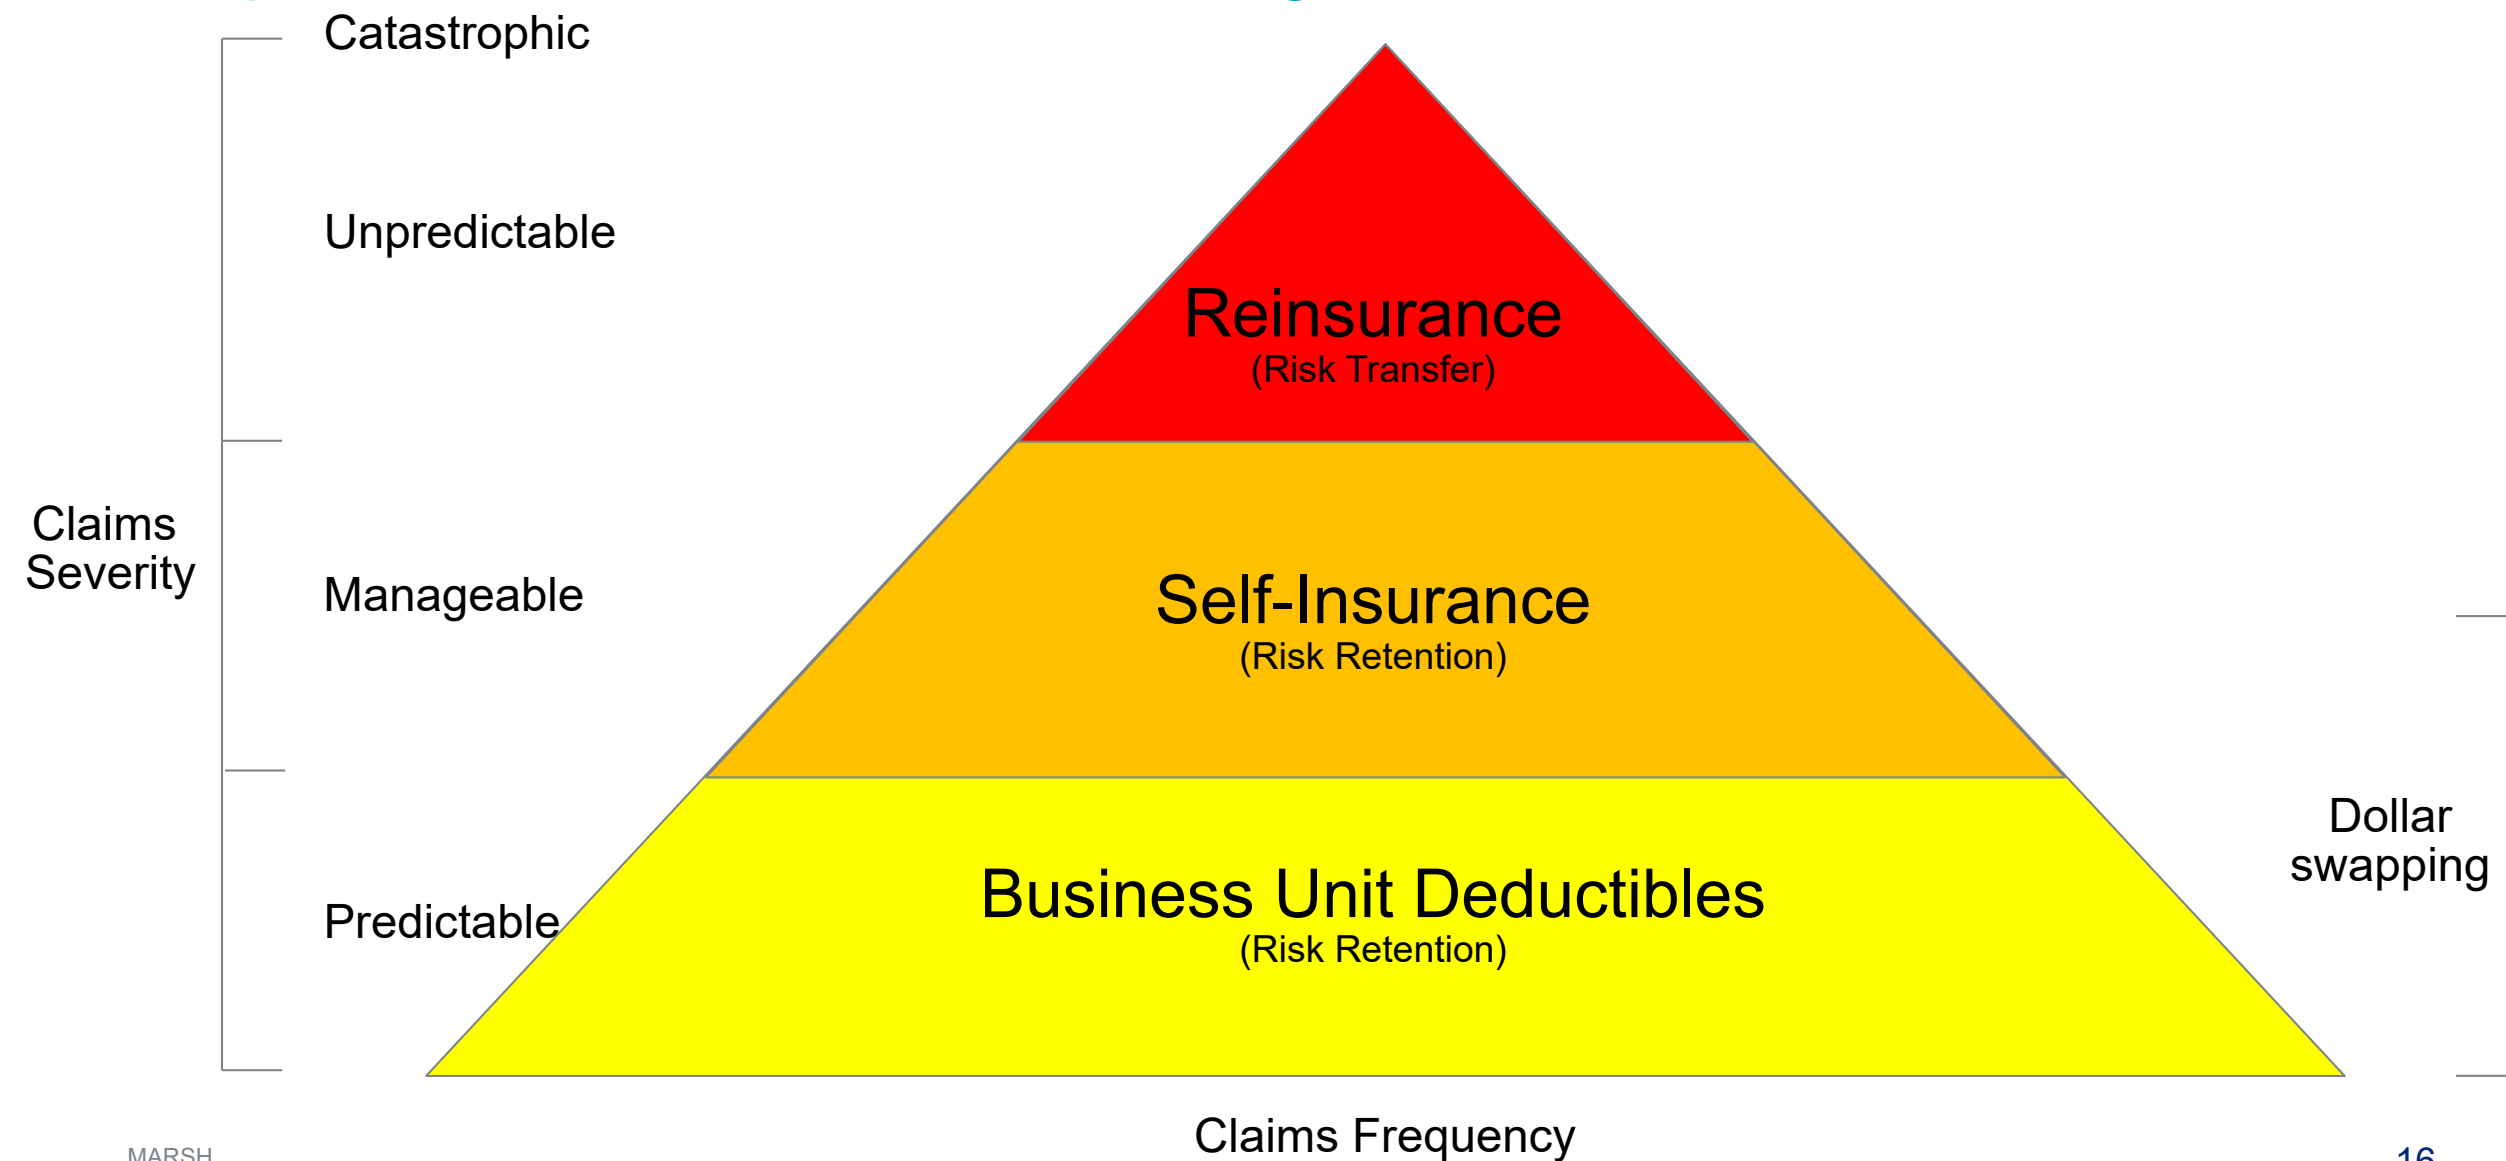 Catastrophic
Unpredictable
Reinsurance
(Risk Transfer)
Claims
Severity
Manageable
Self-Insurance
(Risk Retention)
Dollar
swapping
Predictable
Business Unit Deductibles
(Risk Retention)
Claims Frequency
MARSH
16